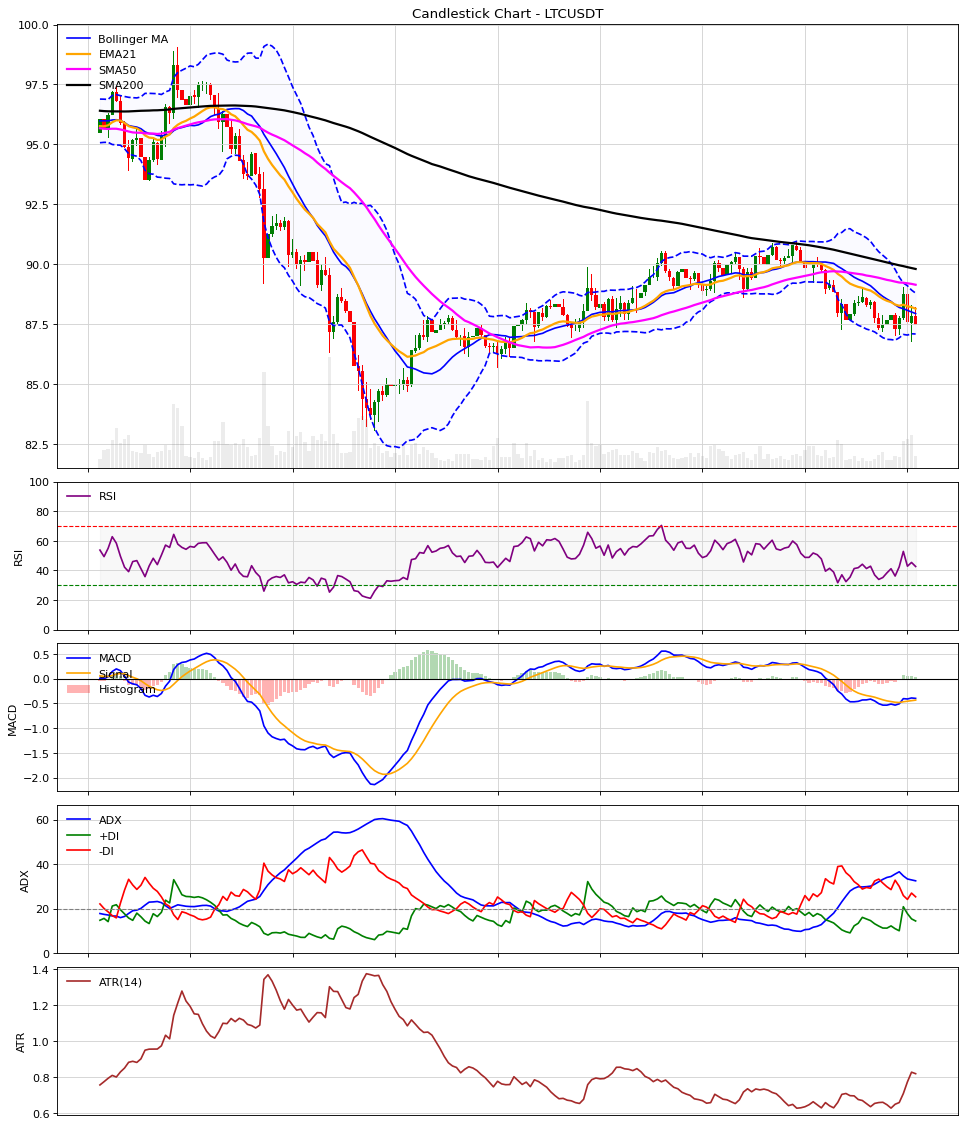 Candlestick Chart - LTCUSDT
100.0
97.5
95.0
92.5
90.0
87.5
85.0
82.5
Bollinger MA
EMA21
SMA50
SMA200
RSI
100
80
60
40
20
0
RSI
MACD
0.5
0.0
−0.5
−1.0
−1.5
−2.0
MACD
Signal
Histogram
ADX
60
40
20
0
ADX
+DI
-DI
ATR
1.4
1.2
1.0
0.8
0.6
ATR(14)